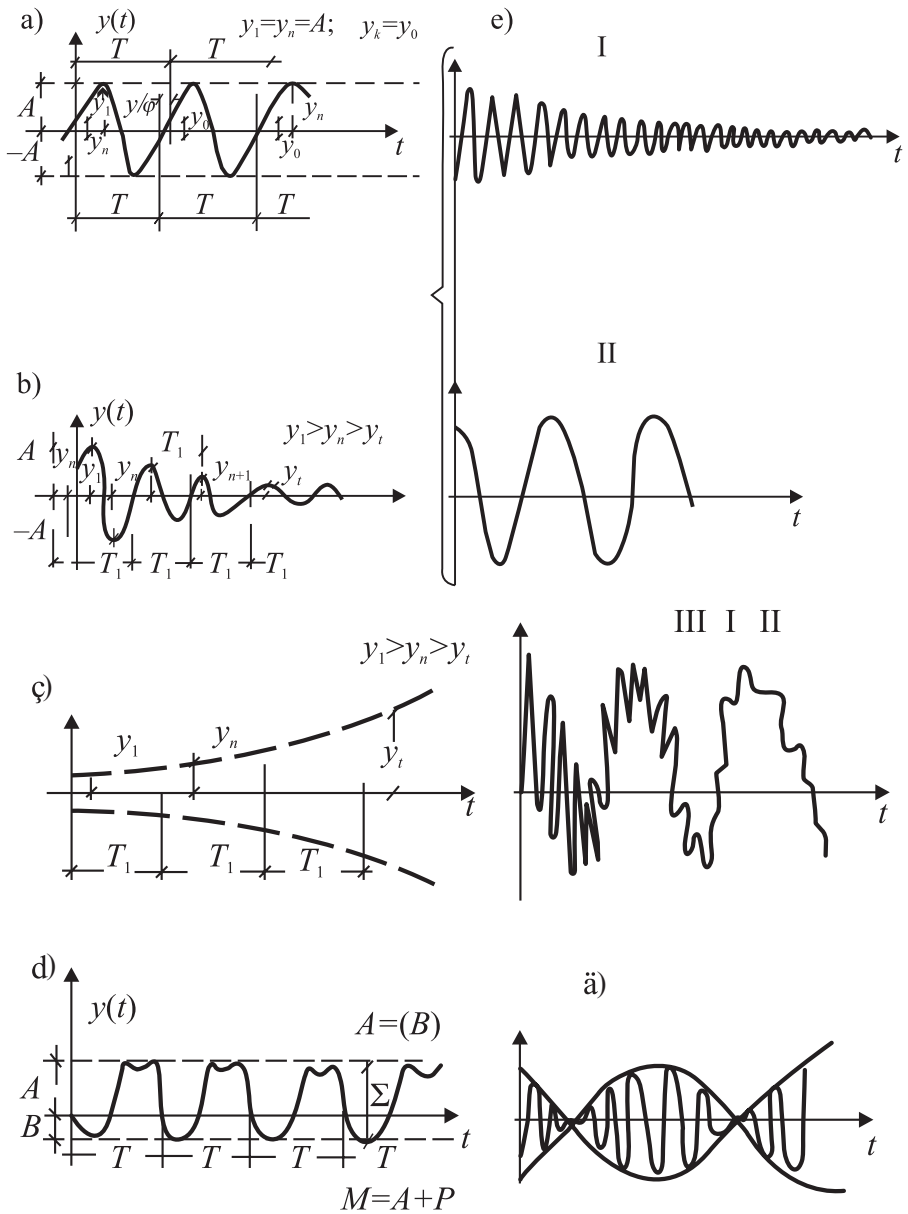 a)
y(t)
y₁=yₙ=A; yₖ=y₀
T T
A
y₁ y/φ y₀ yₙ
yₙ y₀ t
–A
T T T
e)
I
t
II
t
b)
y(t)
A yₙ y₁ yₙ T₁ yₙ₊₁ yₜ
y₁>yₙ>yₜ
–A
T₁ T₁ T₁ T₁
ç)
y₁>yₙ>yₜ
y₁ yₙ yₜ
t
T₁ T₁ T₁
III I II
t
d)
y(t)
A=(B)
A
Σ
B
t
T T T T
M=A+P
ä)
t